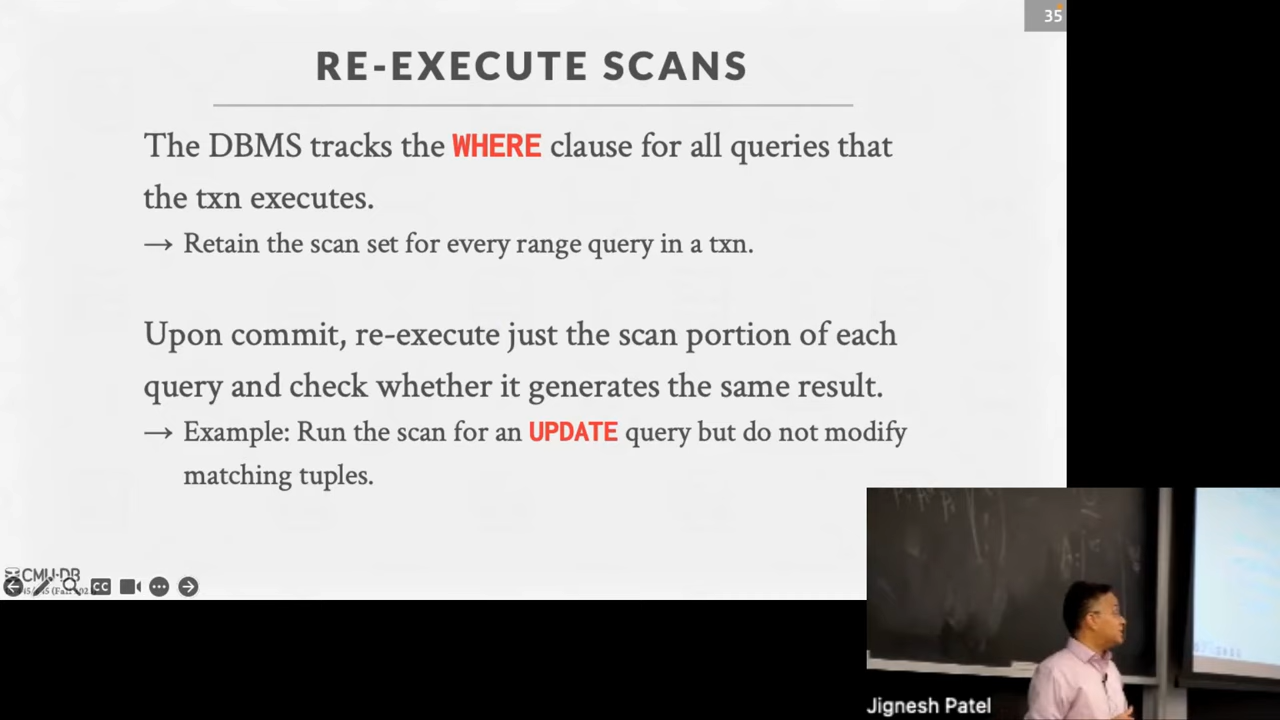 35
RE-EXECUTE SCANS
The DBMS tracks the WHERE clause for all queries that
the txn executes.
→ Retain the scan set for every range query in a txn.
Upon commit, re-execute just the scan portion of each
query and check whether it generates the same result.
→ Example: Run the scan for an UPDATE query but do not modify
matching tuples.
CMU·DB
CC
Jignesh Patel